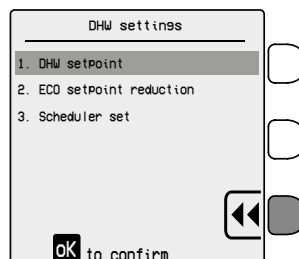 DHW settings
1. DHW setpoint
2. ECO setpoint reduction
3. Scheduler set
OK to confirm